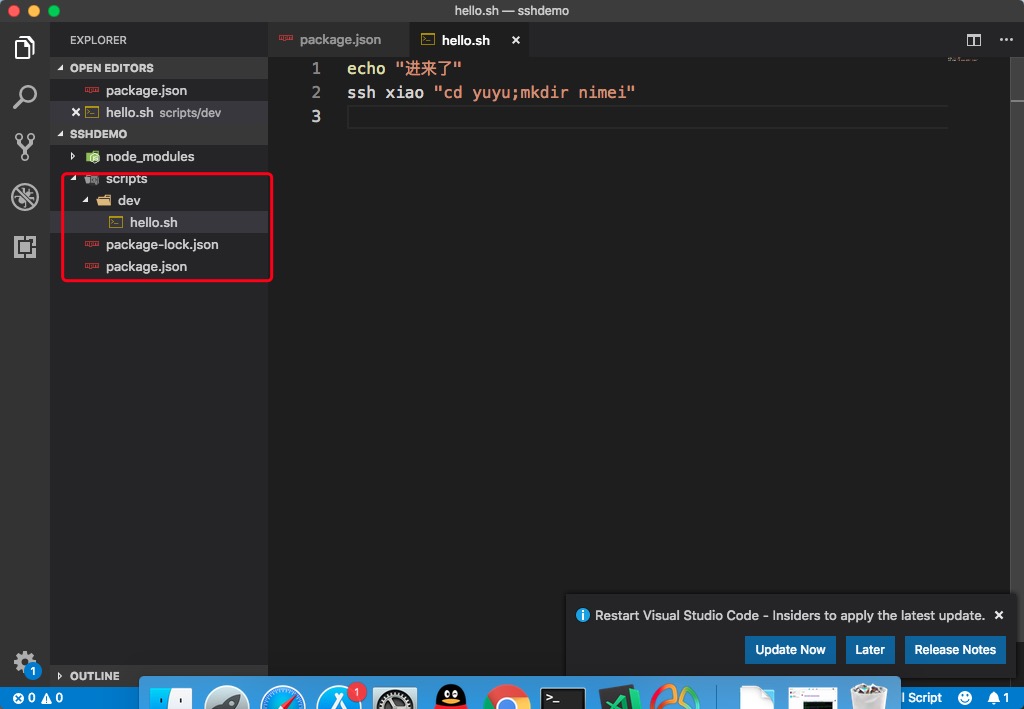 hello.sh — sshdemo
EXPLORER
package.json
hello.sh
OPEN EDITORS
package.json
hello.sh scripts/dev
SSHDEMO
node_modules
scripts
dev
hello.sh
package-lock.json
package.json
1 echo "进来了"
2 ssh xiao "cd yuyu;mkdir nimei"
3
Restart Visual Studio Code - Insiders to apply the latest update.
Update Now
Later
Release Notes
OUTLINE
1
0
0
1
>_
Script
1